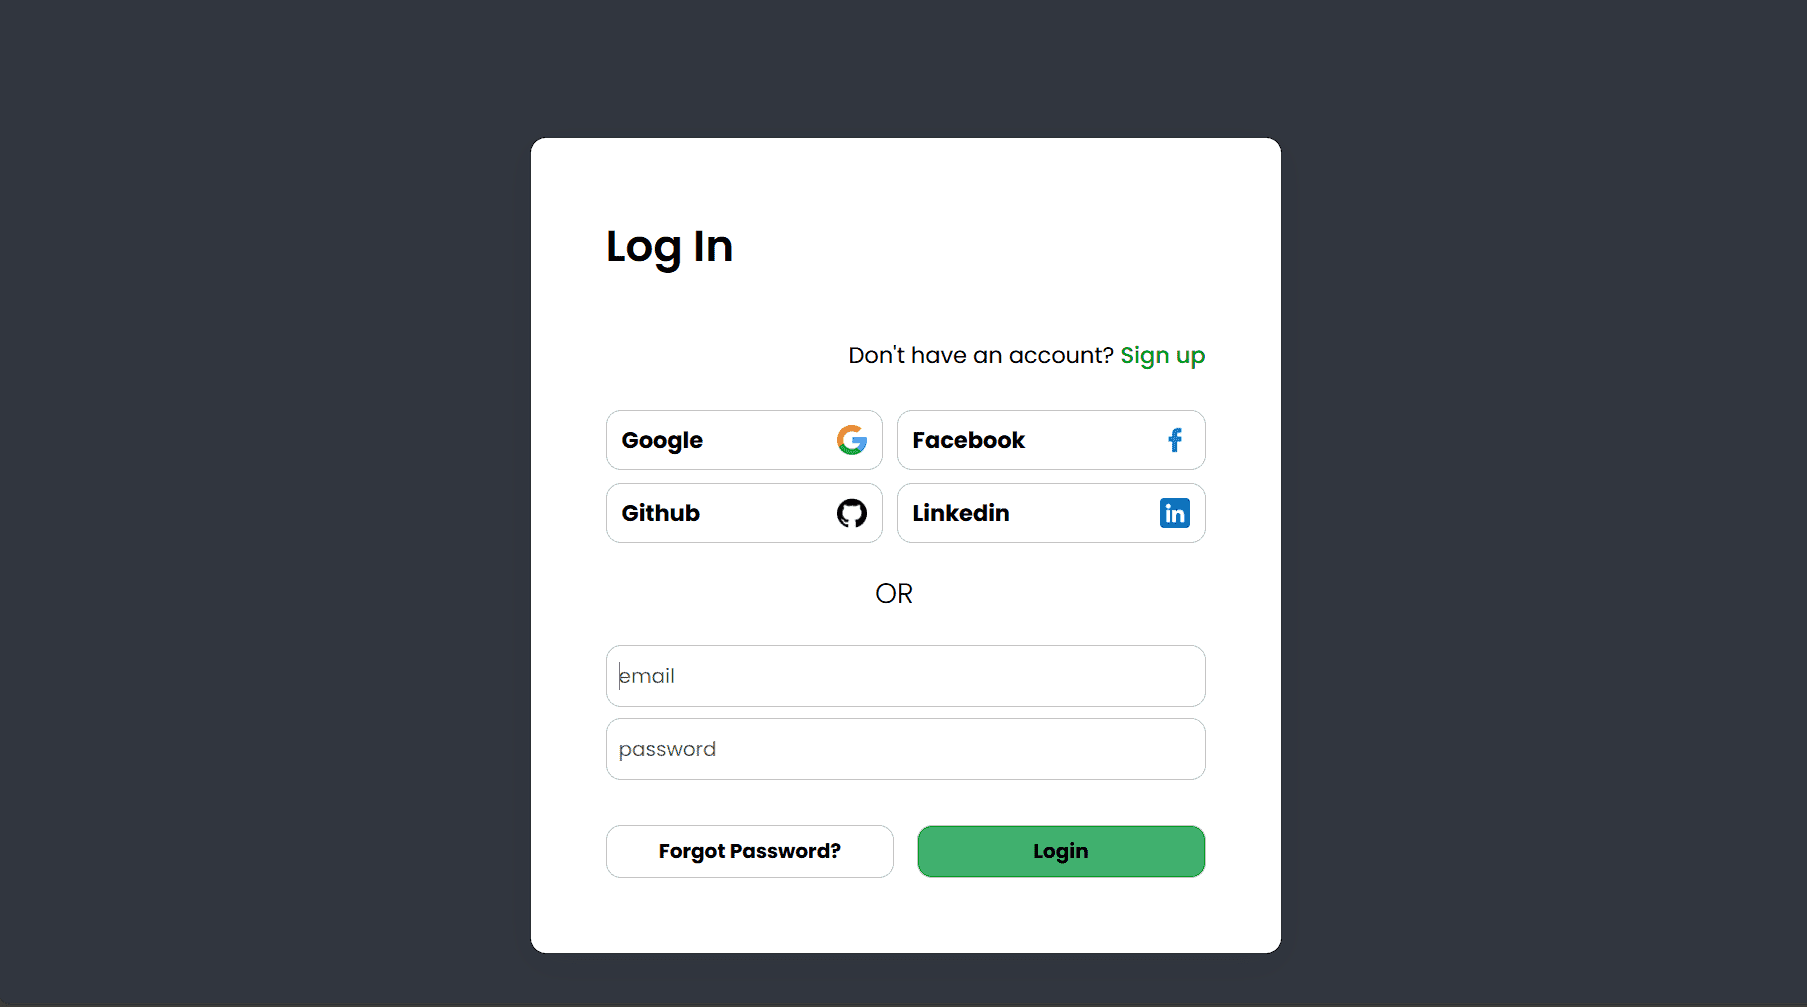 Log In
Don't have an account? Sign up
Google
Facebook
Github
Linkedin
OR
email
password
Forgot Password?
Login